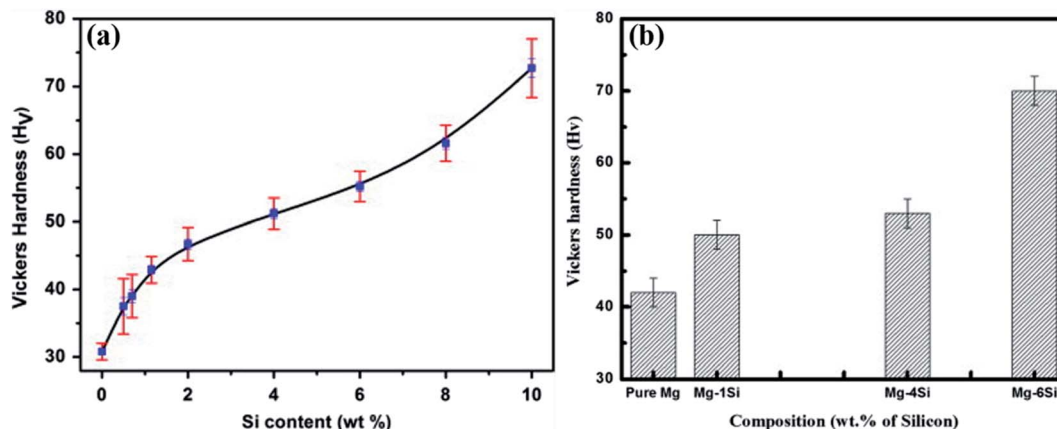 (a)
80
70
60
50
40
30
Vickers Hardness (Hv)
0 2 4 6 8 10
Si content (wt %)
(b)
80
70
60
50
40
30
Vickers hardness (Hv)
Pure Mg Mg-1Si Mg-4Si Mg-6Si
Composition (wt.% of Silicon)